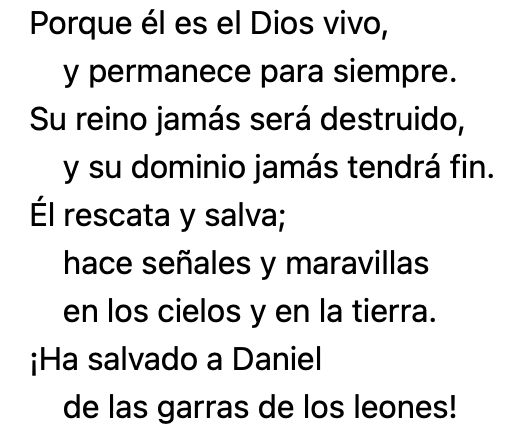 Porque él es el Dios vivo,
y permanece para siempre.
Su reino jamás será destruido,
y su dominio jamás tendrá fin.
Él rescata y salva;
hace señales y maravillas
en los cielos y en la tierra.
¡Ha salvado a Daniel
de las garras de los leones!